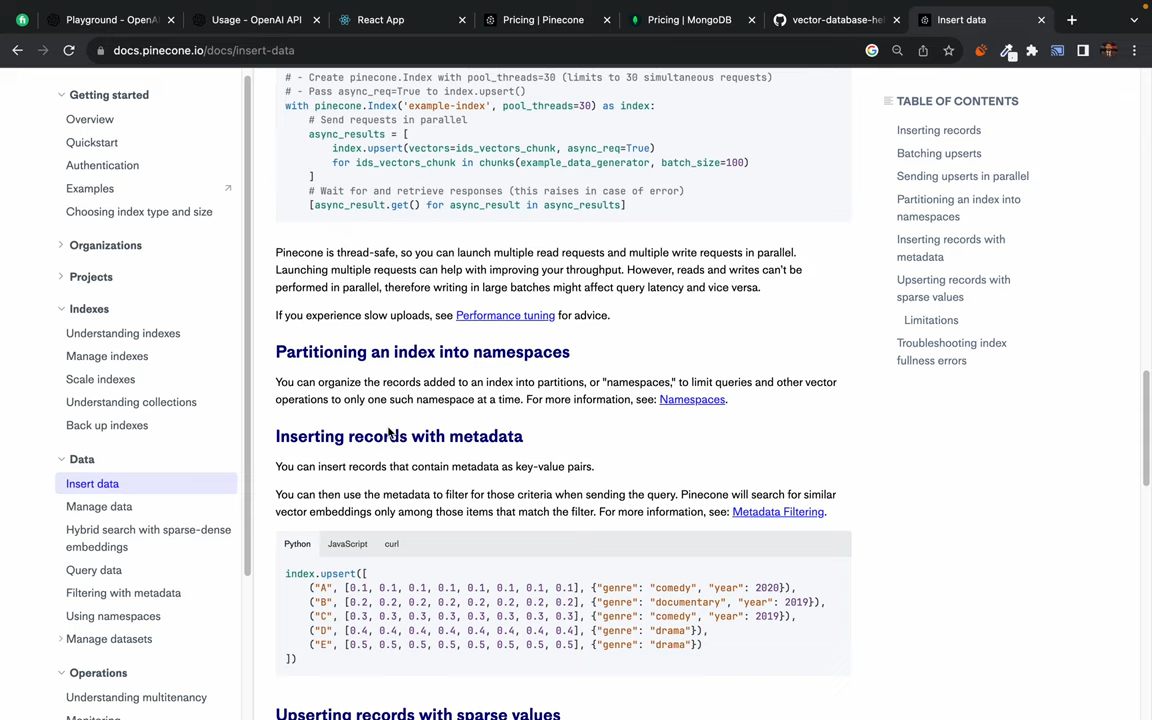 Playground - OpenAI
Usage - OpenAI API
React App
Pricing | Pinecone
Pricing | MongoDB
vector-database-hel
Insert data
docs.pinecone.io/docs/insert-data
Getting started
Overview
Quickstart
Authentication
Examples
Choosing index type and size
Organizations
Projects
Indexes
Understanding indexes
Manage indexes
Scale indexes
Understanding collections
Back up indexes
Data
Insert data
Manage data
Hybrid search with sparse-dense
embeddings
Query data
Filtering with metadata
Using namespaces
Manage datasets
Operations
Understanding multitenancy
Monitoring
# - Create pinecone.Index with pool_threads=30 (limits to 30 simultaneous requests)
# - Pass async_req=True to index.upsert()
with pinecone.Index('example-index', pool_threads=30) as index:
# Send requests in parallel
async_results = [
index.upsert(vectors=ids_vectors_chunk, async_req=True)
for ids_vectors_chunk in chunks(example_data_generator, batch_size=100)
]
# Wait for and retrieve responses (this raises in case of error)
[async_result.get() for async_result in async_results]
Pinecone is thread-safe, so you can launch multiple read requests and multiple write requests in parallel.
Launching multiple requests can help with improving your throughput. However, reads and writes can't be
performed in parallel, therefore writing in large batches might affect query latency and vice versa.
If you experience slow uploads, see Performance tuning for advice.
Partitioning an index into namespaces
You can organize the records added to an index into partitions, or "namespaces," to limit queries and other vector
operations to only one such namespace at a time. For more information, see: Namespaces.
Inserting records with metadata
You can insert records that contain metadata as key-value pairs.
You can then use the metadata to filter for those criteria when sending the query. Pinecone will search for similar
vector embeddings only among those items that match the filter. For more information, see: Metadata Filtering.
Python JavaScript curl
index.upsert([
("A", [0.1, 0.1, 0.1, 0.1, 0.1, 0.1, 0.1, 0.1], {"genre": "comedy", "year": 2020}),
("B", [0.2, 0.2, 0.2, 0.2, 0.2, 0.2, 0.2, 0.2], {"genre": "documentary", "year": 2019}),
("C", [0.3, 0.3, 0.3, 0.3, 0.3, 0.3, 0.3, 0.3], {"genre": "comedy", "year": 2019}),
("D", [0.4, 0.4, 0.4, 0.4, 0.4, 0.4, 0.4, 0.4], {"genre": "drama"}),
("E", [0.5, 0.5, 0.5, 0.5, 0.5, 0.5, 0.5, 0.5], {"genre": "drama"})
])
Upserting records with sparse values
TABLE OF CONTENTS
Inserting records
Batching upserts
Sending upserts in parallel
Partitioning an index into
namespaces
Inserting records with
metadata
Upserting records with
sparse values
Limitations
Troubleshooting index
fullness errors